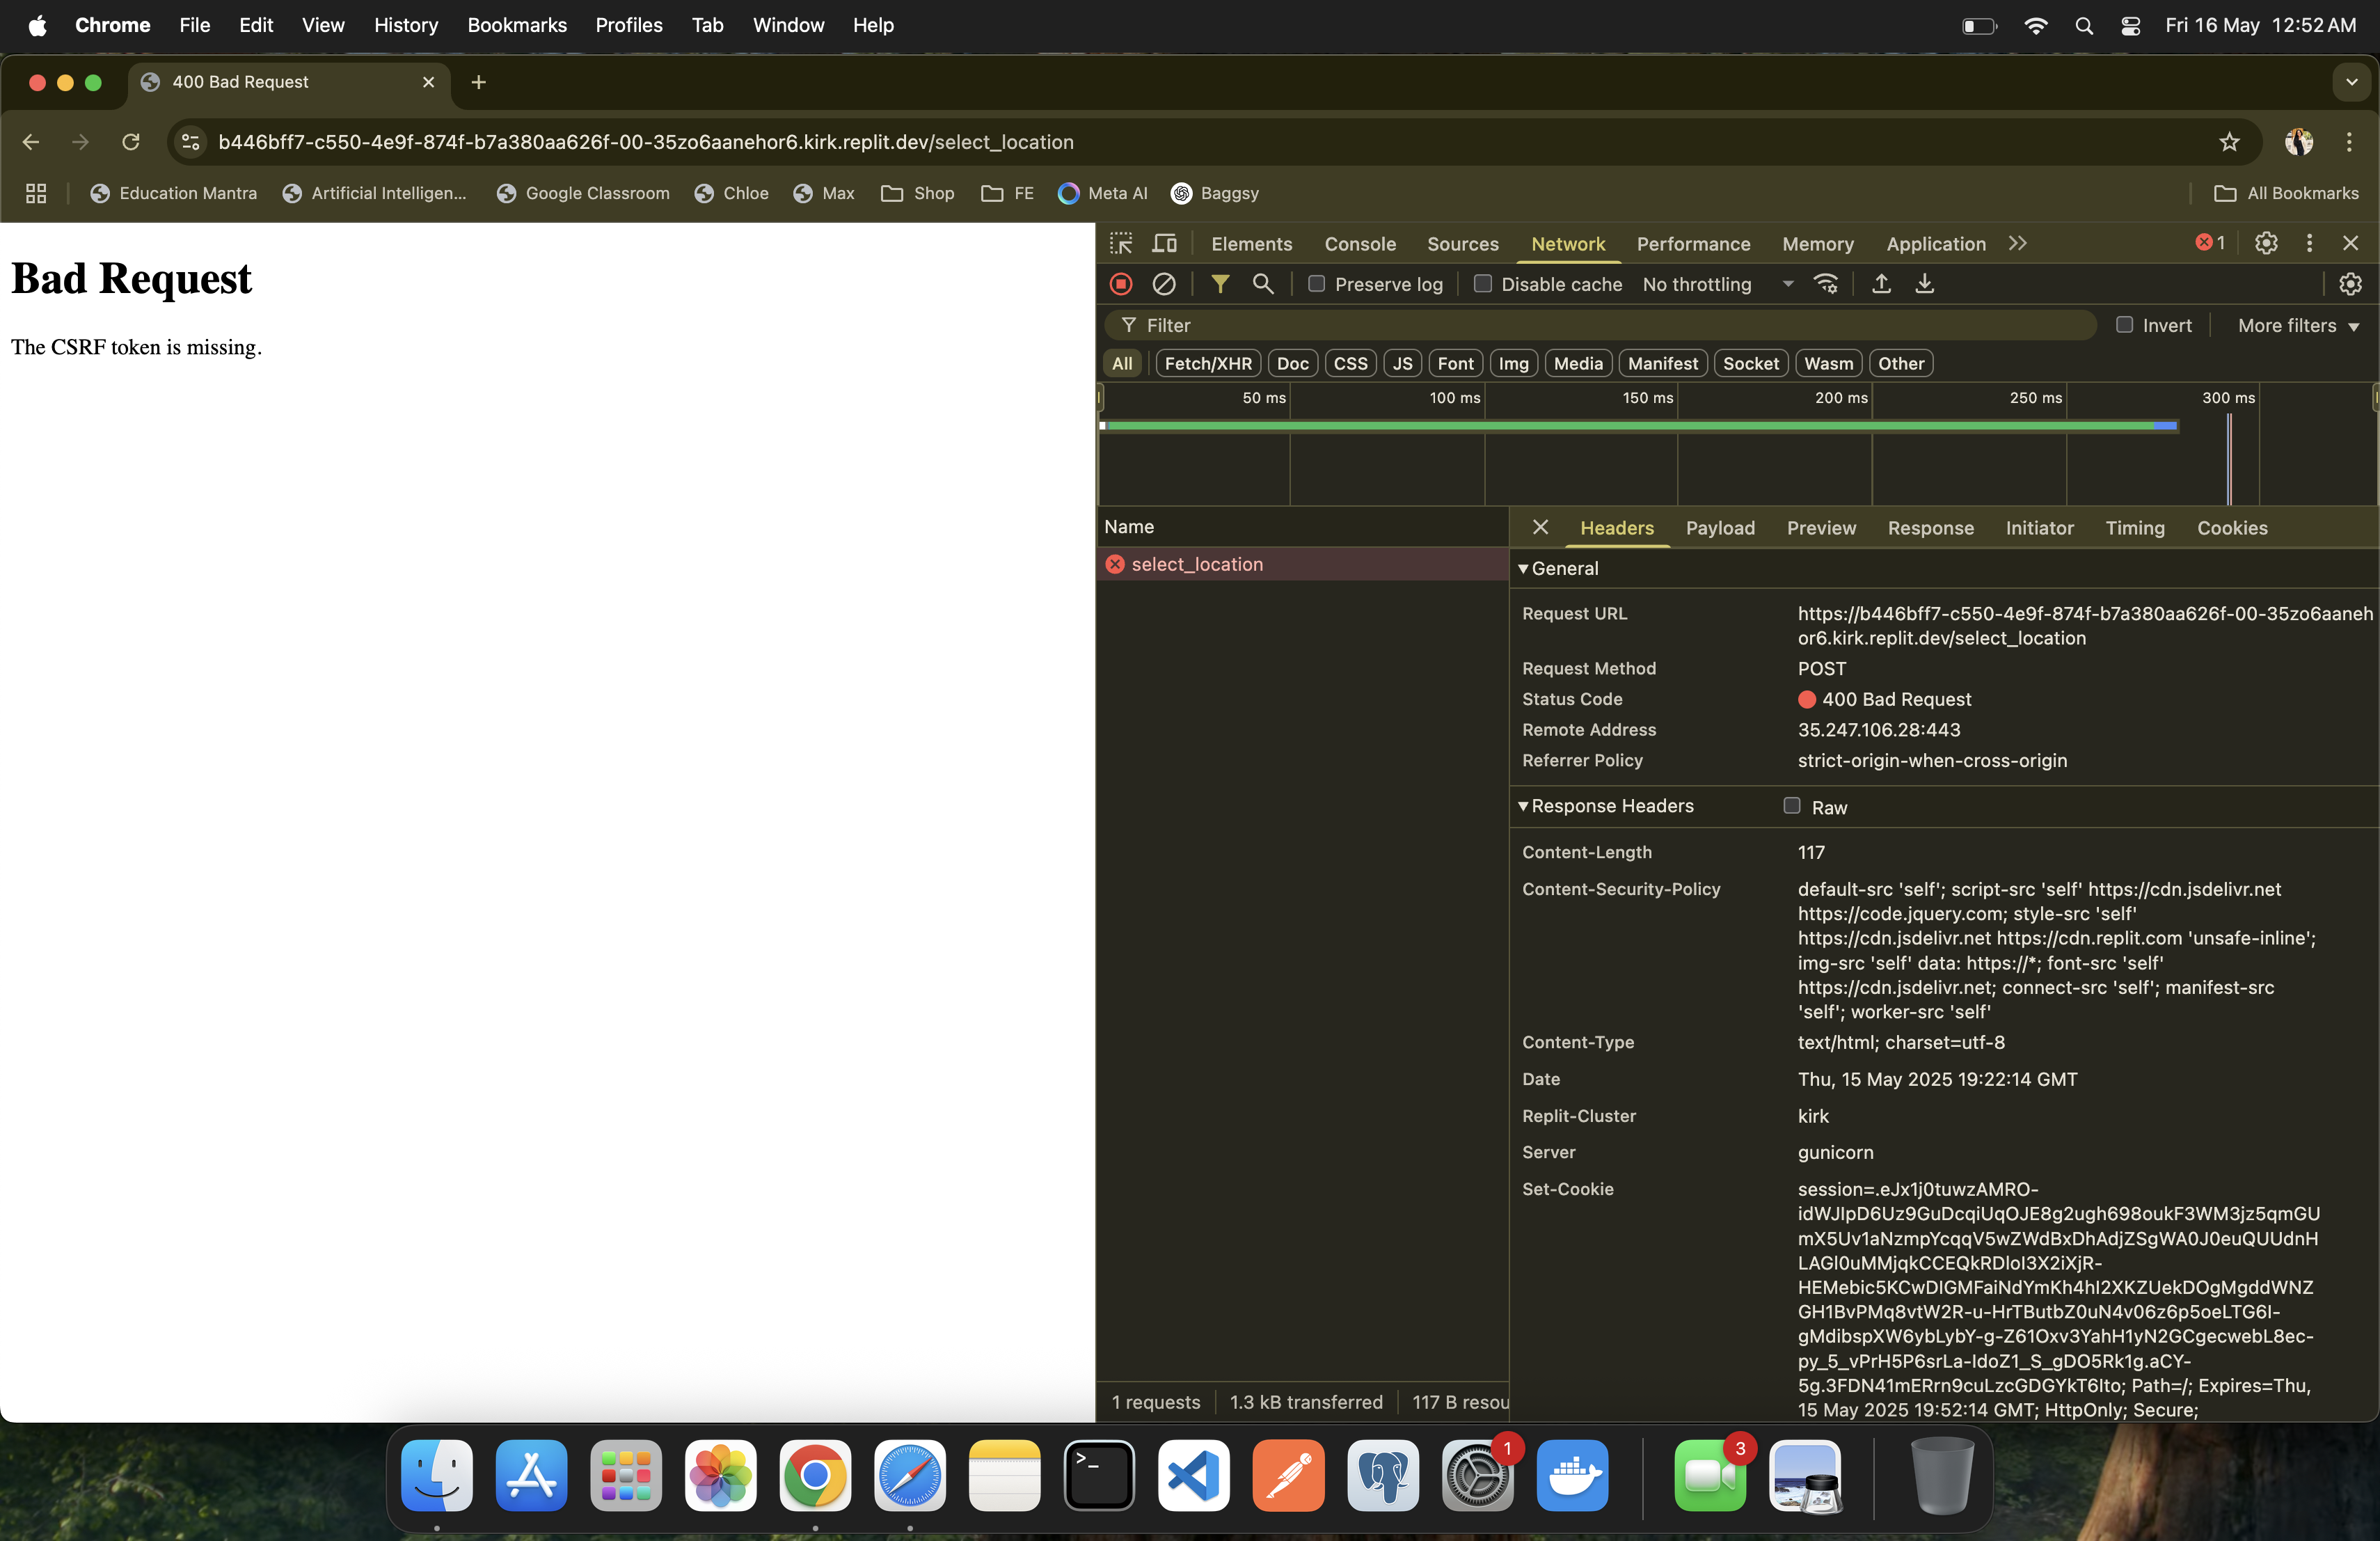 Chrome File Edit View History Bookmarks Profiles Tab Window Help Fri 16 May 12:52 AM
400 Bad Request
b446bff7-c550-4e9f-874f-b7a380aa626f-00-35zo6aanehor6.kirk.replit.dev/select_location
Education Mantra Artificial Intelligen... Google Classroom Chloe Max Shop FE Meta AI Baggsy All Bookmarks
Bad Request
The CSRF token is missing.
Elements Console Sources Network Performance Memory Application 1
Preserve log Disable cache No throttling
Filter Invert More filters
All Fetch/XHR Doc CSS JS Font Img Media Manifest Socket Wasm Other
50 ms 100 ms 150 ms 200 ms 250 ms 300 ms
Name
select_location
Headers Payload Preview Response Initiator Timing Cookies
General
Request URL https://b446bff7-c550-4e9f-874f-b7a380aa626f-00-35zo6aaneh
or6.kirk.replit.dev/select_location
Request Method POST
Status Code 400 Bad Request
Remote Address 35.247.106.28:443
Referrer Policy strict-origin-when-cross-origin
Response Headers Raw
Content-Length 117
Content-Security-Policy default-src 'self'; script-src 'self' https://cdn.jsdelivr.net
https://code.jquery.com; style-src 'self'
https://cdn.jsdelivr.net https://cdn.replit.com 'unsafe-inline';
img-src 'self' data: https://*; font-src 'self'
https://cdn.jsdelivr.net; connect-src 'self'; manifest-src
'self'; worker-src 'self'
Content-Type text/html; charset=utf-8
Date Thu, 15 May 2025 19:22:14 GMT
Replit-Cluster kirk
Server gunicorn
Set-Cookie session=.eJx1j0tuwzAMRO-
idWJIpD6Uz9GuDcqiUqOJE8g2ugh698oukF3WM3jz5qmGU
mX5Uv1aNzmpYcqqV5wZWdBxDhAdjZSgWA0J0euQUUdnH
LAGI0uMMjqkCCEQkRDloI3X2iXjR-
HEMebic5KCwDIGMFaiNdYmKh4hI2XKZUekDOgMgddWNZ
GH1BvPMq8vtW2R-u-HrTButbZ0uN4v06z6p5oeLTG6I-
gMdibspXW6ybLybY-g-Z61Oxv3YahH1yN2GCgecwebL8ec-
py_5_vPrH5P6srLa-IdoZ1_S_gDO5Rk1g.aCY-
5g.3FDN41mERrn9cuLzcGDGYkT6Ito; Path=/; Expires=Thu,
15 May 2025 19:52:14 GMT; HttpOnly; Secure;
1 requests 1.3 kB transferred 117 B resou
1 3